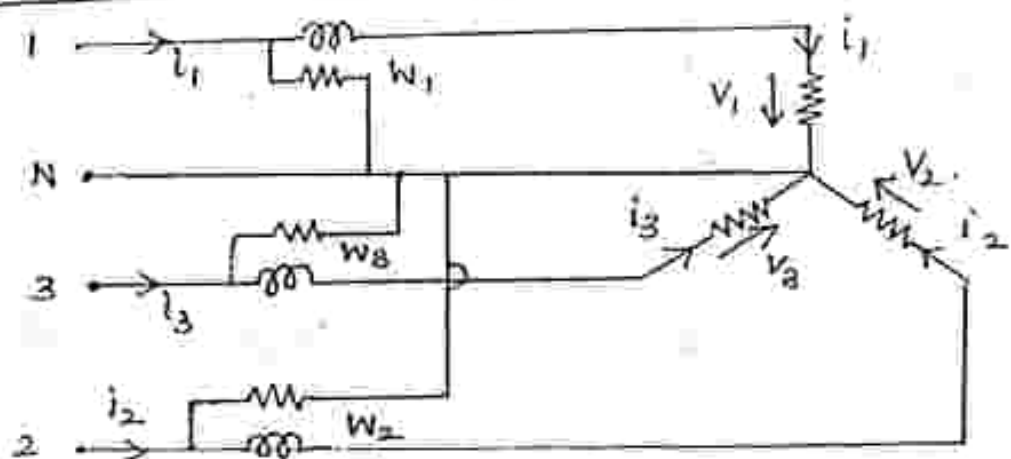 1
i₁
W₁
V₁
i₁
N
i₃
V₂
i₂
W₃
V₃
3
i₃
i₂
W₂
2